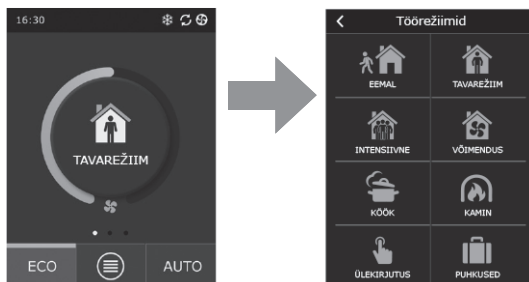 16:30
TAVAREŽIIM
ECO
AUTO
Töörežiimid
EEMAL
TAVAREŽIIM
INTENSIIVNE
VÕIMENDUS
KÖÖK
KAMIN
ÜLEKIRJUTUS
PUHKUSED